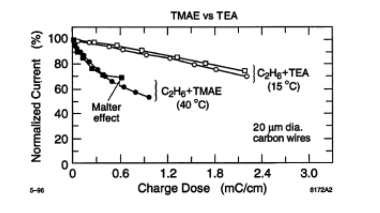 TMAE vs TEA
Normalized Current (%)
100
80
60
40
20
0
C2H6+TEA
(15 °C)
C2H6+TMAE
(40 °C)
Malter
effect
20 µm dia.
carbon wires
0 0.6 1.2 1.8 2.4 3.0
Charge Dose (mC/cm)
5-96 8172A2